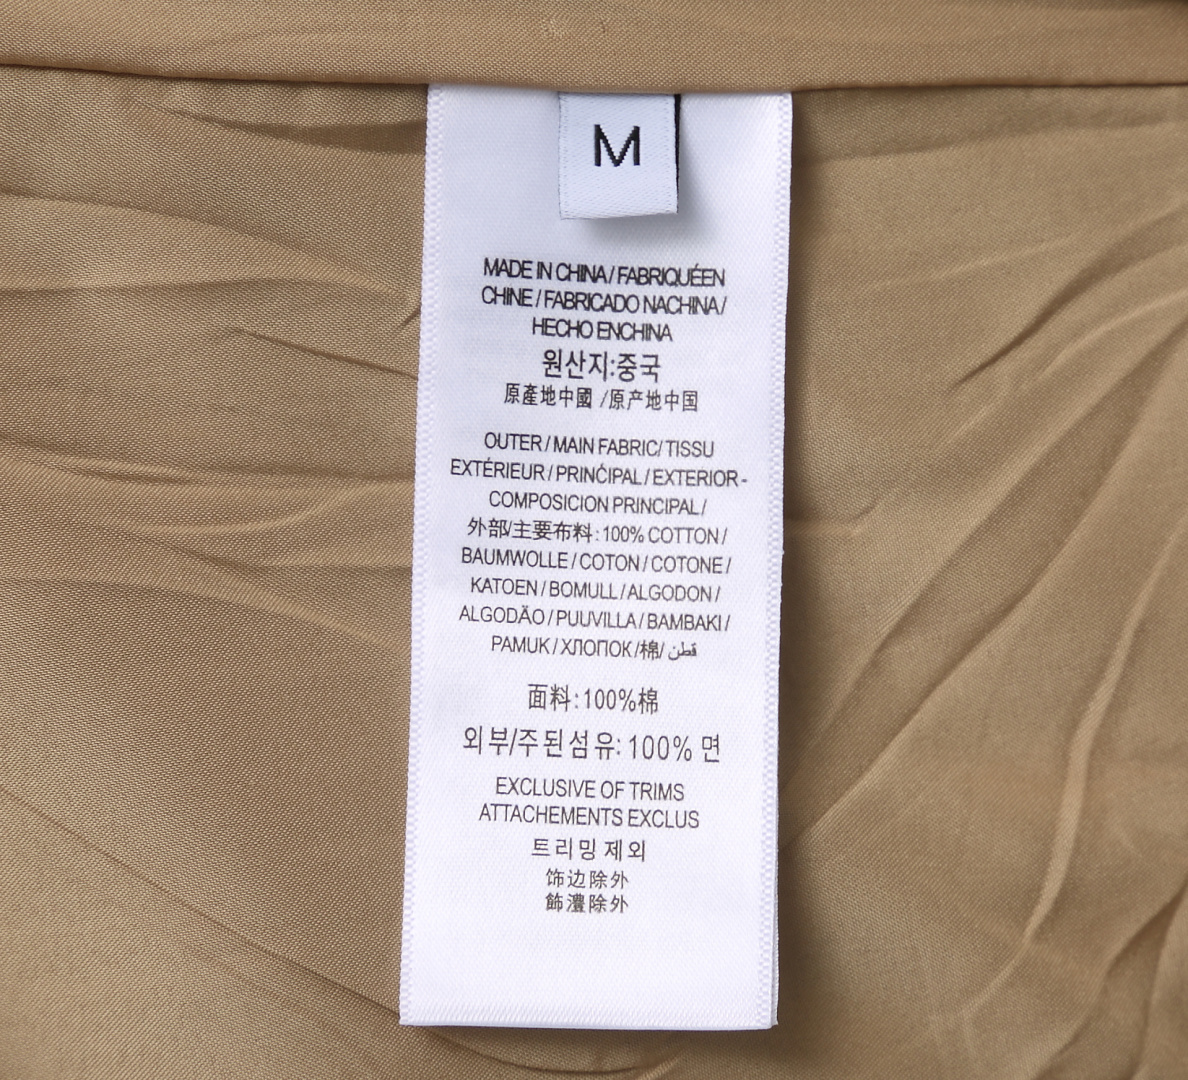 M
MADE IN CHINA / FABRIQUÉEN
CHINE / FABRICADO NACHINA /
HECHO ENCHINA
원산지:중국
原產地中國 /原产地中国
OUTER / MAIN FABRIC/ TISSU
EXTÉRIEUR / PRINĆIPAL / EXTERIOR-
COMPOSICION PRINCIPAL /
外部/主要布料: 100% COTTON /
BAUMWOLLE / COTON / COTONE /
KATOEN / BOMULL / ALGODON /
ALGODÃO / PUUVILLA / BAMBAKI /
PAMUK / ХЛОПОК /棉/ قطن
面料:100%棉
외부/주된섬유: 100% 면
EXCLUSIVE OF TRIMS
ATTACHEMENTS EXCLUS
트리밍 제외
饰边除外
飾灃除外